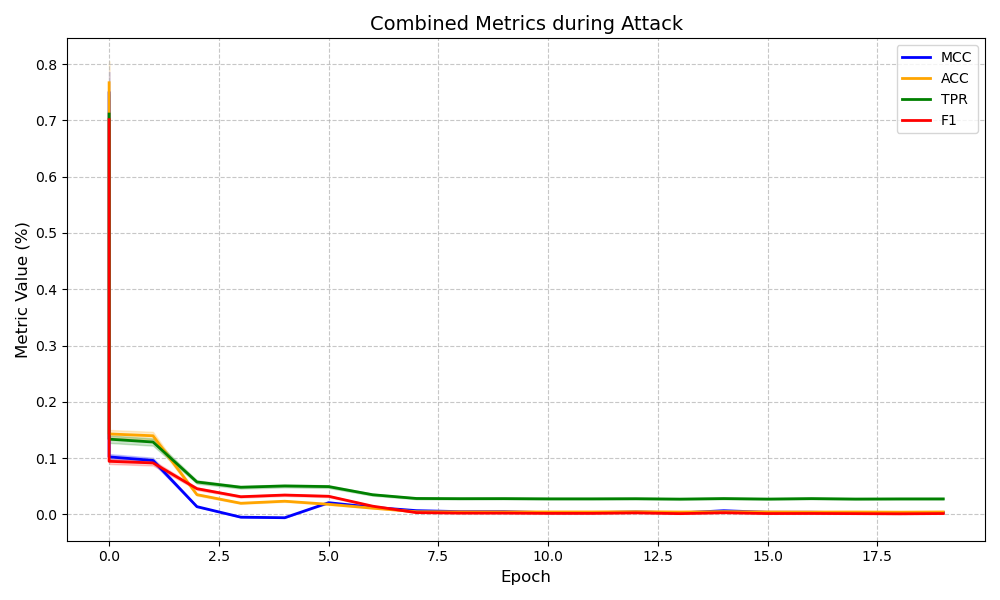 Combined Metrics during Attack
Metric Value (%)
0.8
0.7
0.6
0.5
0.4
0.3
0.2
0.1
0.0
MCC
ACC
TPR
F1
0.0 2.5 5.0 7.5 10.0 12.5 15.0 17.5
Epoch